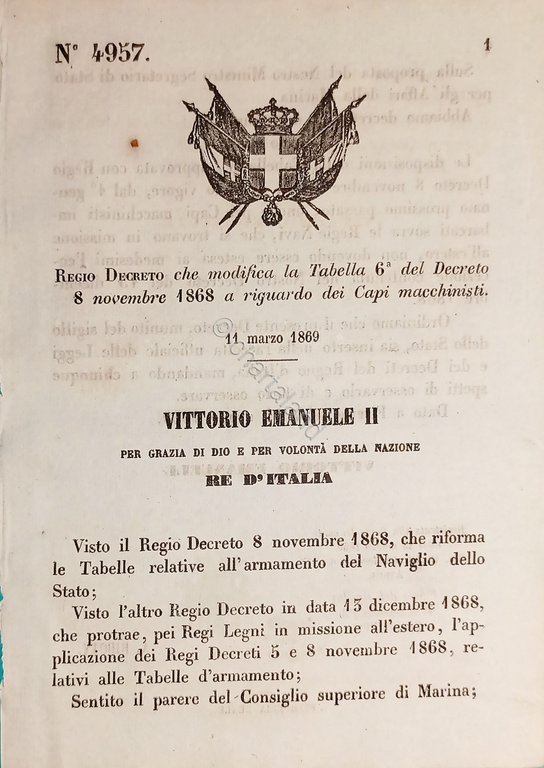 N° 4957.
1
REGIO DECRETO che modifica la Tabella 6ª del Decreto
8 novembre 1868 a riguardo dei Capi macchinisti.
11 marzo 1869
VITTORIO EMANUELE II
PER GRAZIA DI DIO E PER VOLONTÀ DELLA NAZIONE
RE D'ITALIA
Visto il Regio Decreto 8 novembre 1868, che riforma
le Tabelle relative all'armamento del Naviglio dello
Stato;
Visto l'altro Regio Decreto in data 13 dicembre 1868,
che protrae, pei Regi Legni in missione all'estero, l'ap-
plicazione dei Regi Decreti 5 e 8 novembre 1868, re-
lativi alle Tabelle d'armamento;
Sentito il parere del Consiglio superiore di Marina;